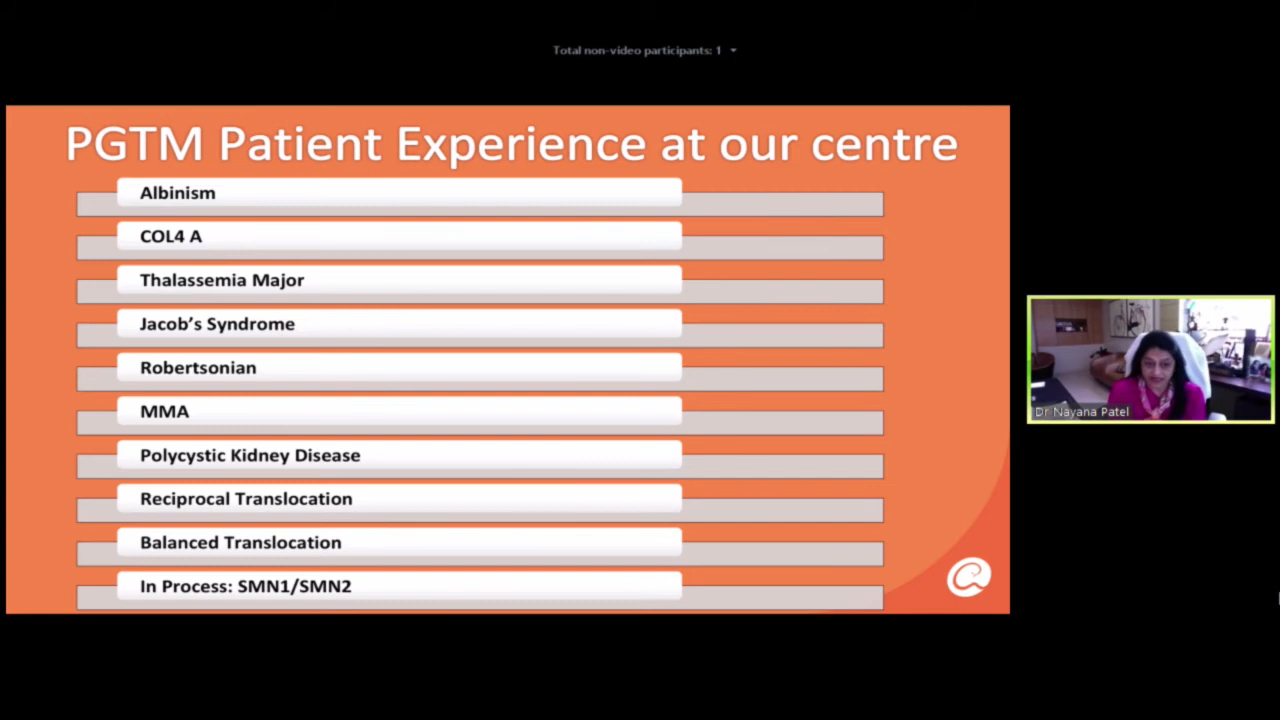 Total non-video participants: 1
PGTM Patient Experience at our centre
Albinism
COL4 A
Thalassemia Major
Jacob's Syndrome
Robertsonian
MMA
Polycystic Kidney Disease
Reciprocal Translocation
Balanced Translocation
In Process: SMN1/SMN2
Dr Nayana Patel